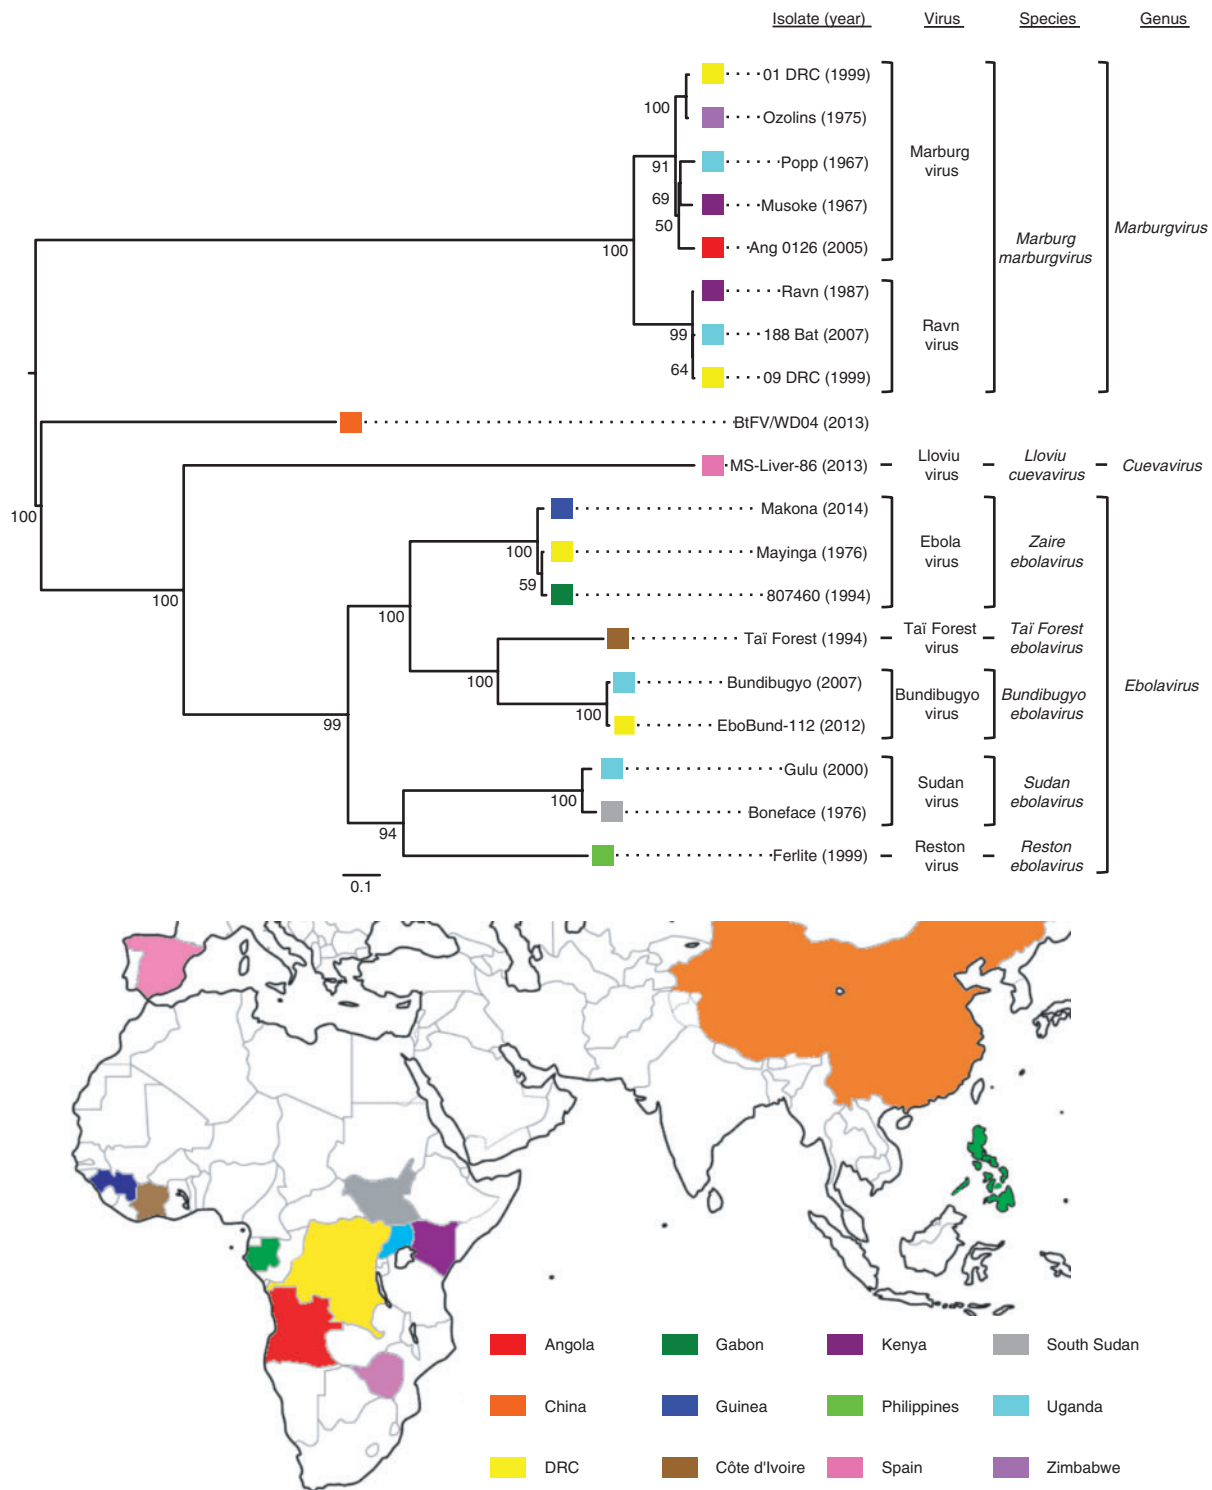 Isolate (year) Virus Species Genus
01 DRC (1999)
100
Ozolins (1975)
Marburg
virus
91
Popp (1967)
69
Musoke (1967)
50
Ang 0126 (2005)
100
Marburg
marburgvirus
Marburgvirus
Ravn (1987)
99
188 Bat (2007)
Ravn
virus
64
09 DRC (1999)
BtFV/WD04 (2013)
MS-Liver-86 (2013)
Lloviu
virus
Lloviu
cuevavirus
Cuevavirus
100
Makona (2014)
100
Mayinga (1976)
Ebola
virus
Zaire
ebolavirus
59
807460 (1994)
100
100
Taï Forest (1994)
Taï Forest
virus
Taï Forest
ebolavirus
100
Bundibugyo (2007)
Bundibugyo
virus
Bundibugyo
ebolavirus
Ebolavirus
100
EboBund-112 (2012)
99
Gulu (2000)
100
Sudan
virus
Sudan
ebolavirus
Boneface (1976)
94
Ferlite (1999)
Reston
virus
Reston
ebolavirus
0.1
Angola Gabon Kenya South Sudan
China Guinea Philippines Uganda
DRC Côte d'Ivoire Spain Zimbabwe